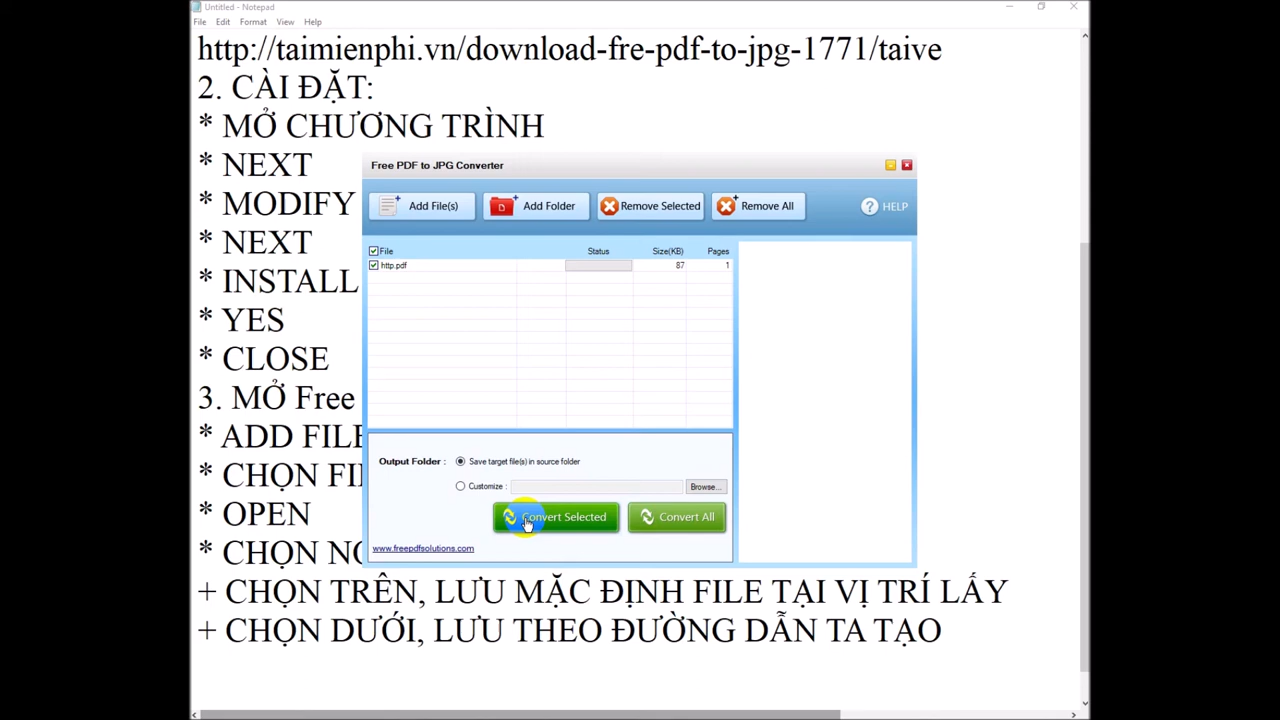 Untitled - Notepad
File Edit Format View Help
http://taimienphi.vn/download-fre-pdf-to-jpg-1771/taive
2. CÀI ĐẶT:
* MỞ CHƯƠNG TRÌNH
* NEXT
* MODIFY
* NEXT
* INSTALL
* YES
* CLOSE
3. MỞ Free
* ADD FILE
* CHỌN FI
* OPEN
* CHỌN NƠ
+ CHỌN TRÊN, LƯU MẶC ĐỊNH FILE TẠI VỊ TRÍ LẤY
+ CHỌN DƯỚI, LƯU THEO ĐƯỜNG DẪN TA TẠO
Free PDF to JPG Converter
Add File(s) Add Folder Remove Selected Remove All HELP
File Status Size(KB) Pages
http.pdf 87 1
Output Folder : Save target file(s) in source folder
Customize : Browse...
Convert Selected Convert All
www.freepdfsolutions.com